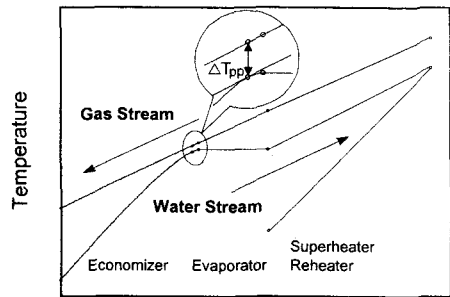 ΔTpp
Gas Stream
Temperature
Water Stream
Economizer Evaporator Superheater
Reheater